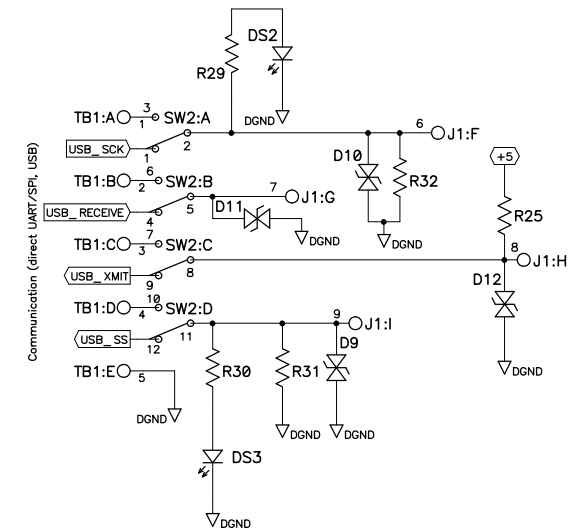 DS2
R29
DGND
TB1:A 3 SW2:A
1
6 J1:F
USB_SCK 1 2
D10
R32
+5
TB1:B 6 SW2:B
2
7 J1:G
USB_RECEIVE 4 5
D11
DGND
DGND
R25
TB1:C 7 SW2:C
3
8 J1:H
USB_XMIT 9 8
D12
TB1:D 10 SW2:D
4
9 J1:I
USB_SS 12 11
D9
DGND
TB1:E 5
R30
R31
DGND
DGND
DGND
DS3
DGND
Communication (direct UART/SPI, USB)